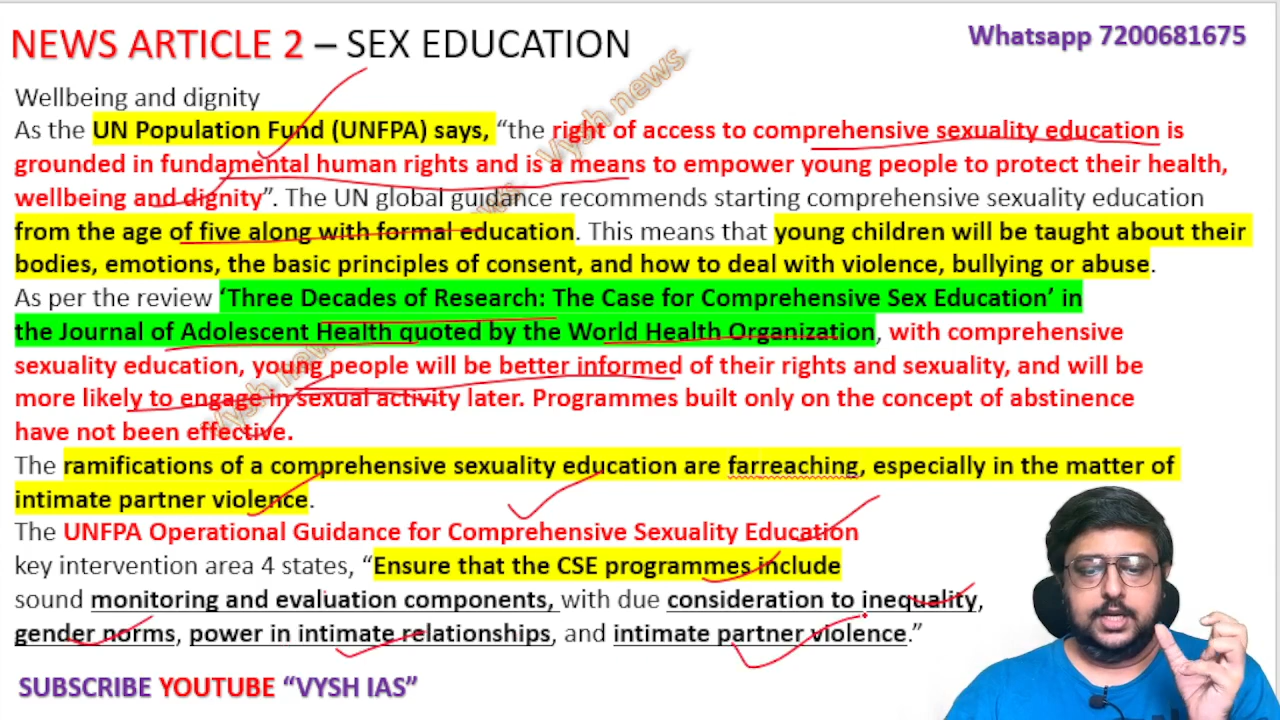 NEWS ARTICLE 2 – SEX EDUCATION
Whatsapp 7200681675
Wellbeing and dignity
As the UN Population Fund (UNFPA) says, “the right of access to comprehensive sexuality education is
grounded in fundamental human rights and is a means to empower young people to protect their health,
wellbeing and dignity”. The UN global guidance recommends starting comprehensive sexuality education
from the age of five along with formal education. This means that young children will be taught about their
bodies, emotions, the basic principles of consent, and how to deal with violence, bullying or abuse.
As per the review ‘Three Decades of Research: The Case for Comprehensive Sex Education’ in
the Journal of Adolescent Health quoted by the World Health Organization, with comprehensive
sexuality education, young people will be better informed of their rights and sexuality, and will be
more likely to engage in sexual activity later. Programmes built only on the concept of abstinence
have not been effective.
The ramifications of a comprehensive sexuality education are farreaching, especially in the matter of
intimate partner violence.
The UNFPA Operational Guidance for Comprehensive Sexuality Education
key intervention area 4 states, “Ensure that the CSE programmes include
sound monitoring and evaluation components, with due consideration to inequality,
gender norms, power in intimate relationships, and intimate partner violence.”
SUBSCRIBE YOUTUBE “VYSH IAS”
vysh news
vysh news